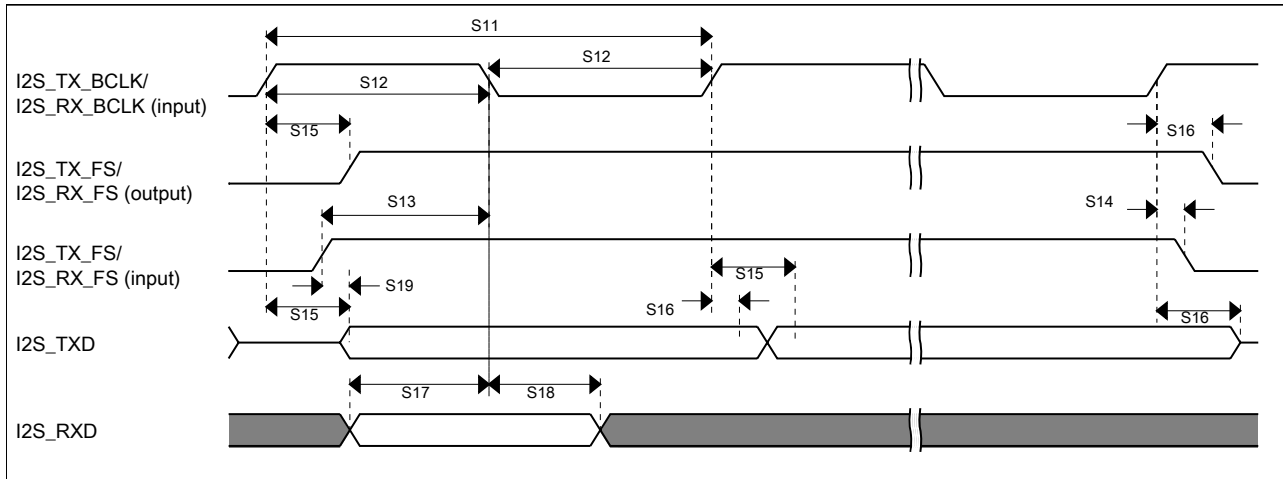 S11
I2S_TX_BCLK/
I2S_RX_BCLK (input)
S12
S12
S15
S16
I2S_TX_FS/
I2S_RX_FS (output)
S13
S14
I2S_TX_FS/
I2S_RX_FS (input)
S15
S19
S16
S15
S16
I2S_TXD
S17
S18
I2S_RXD